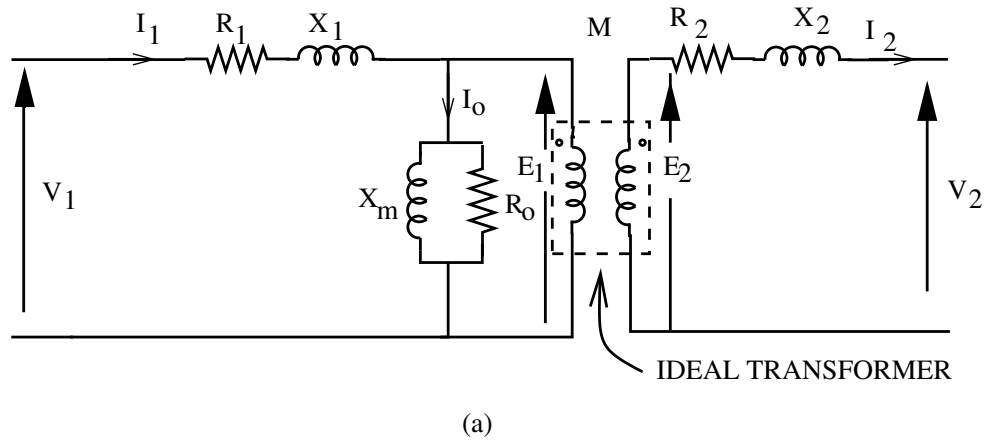 I1
R1
X1
M
R2
X2
I2
Io
V1
Xm
Ro
E1
E2
V2
IDEAL TRANSFORMER
(a)